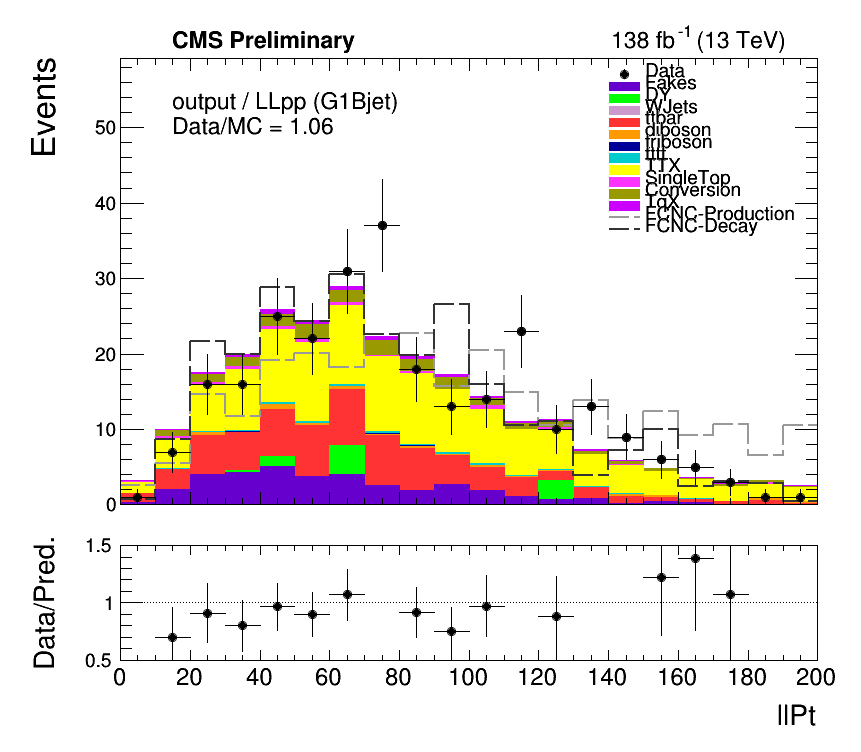 CMS Preliminary
138 fb-1 (13 TeV)
Events
output / LLpp (G1Bjet)
Data/MC = 1.06
Data
Fakes
DY
WJets
ttbar
diboson
triboson
tttt
TTX
SingleTop
Conversion
TqX
FCNC-Production
FCNC-Decay
50
40
30
20
10
0
Data/Pred.
1.5
1
0.5
0 20 40 60 80 100 120 140 160 180 200
llPt